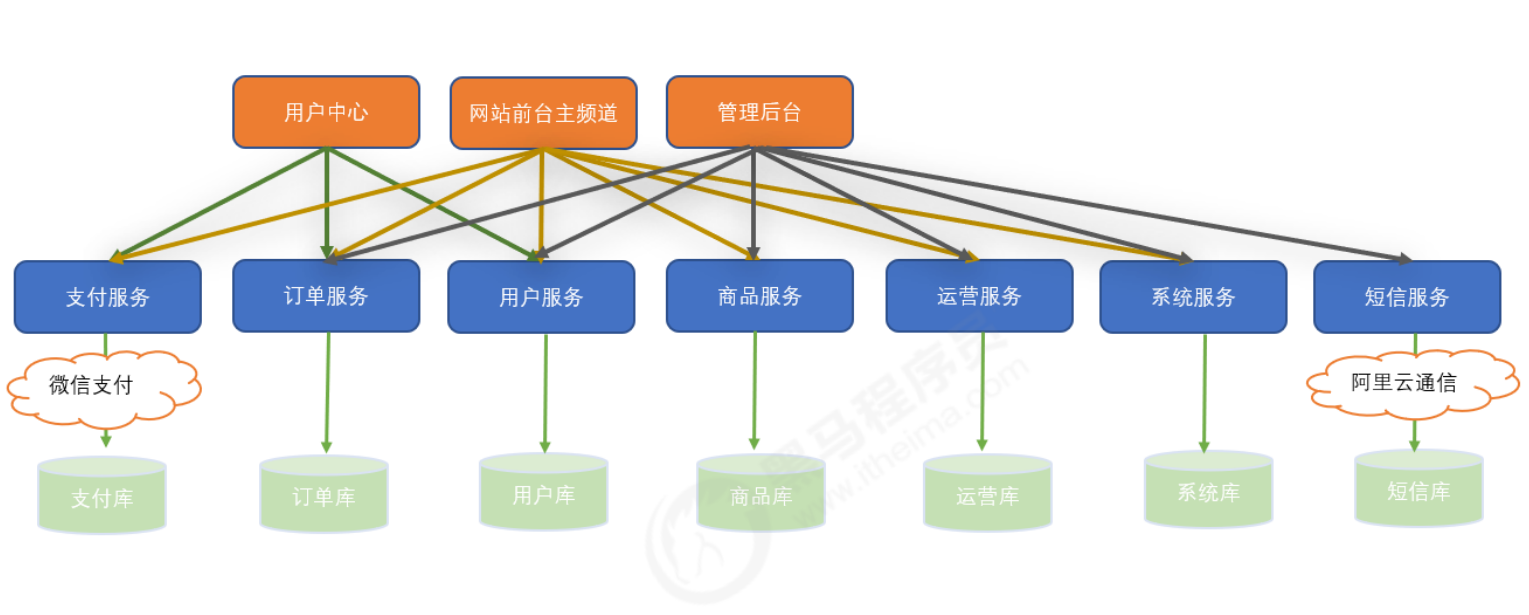 用户中心
网站前台主频道
管理后台
支付服务
订单服务
用户服务
商品服务
运营服务
系统服务
短信服务
微信支付
阿里云通信
支付库
订单库
用户库
商品库
运营库
系统库
短信库
黑马程序员
www.itheima.com